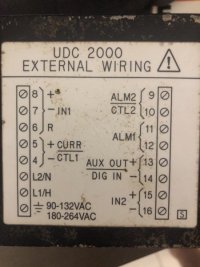 UDC 2000
EXTERNAL WIRING
8 + ALM2 9
7 - IN1 CTL2 10
6 R ALM1 11
5 + CURR 12
4 - CTL1 AUX OUT + 13
L2/N DIG IN - 14
L1/H IN2 + 15
90-132VAC - 16
180-264VAC S